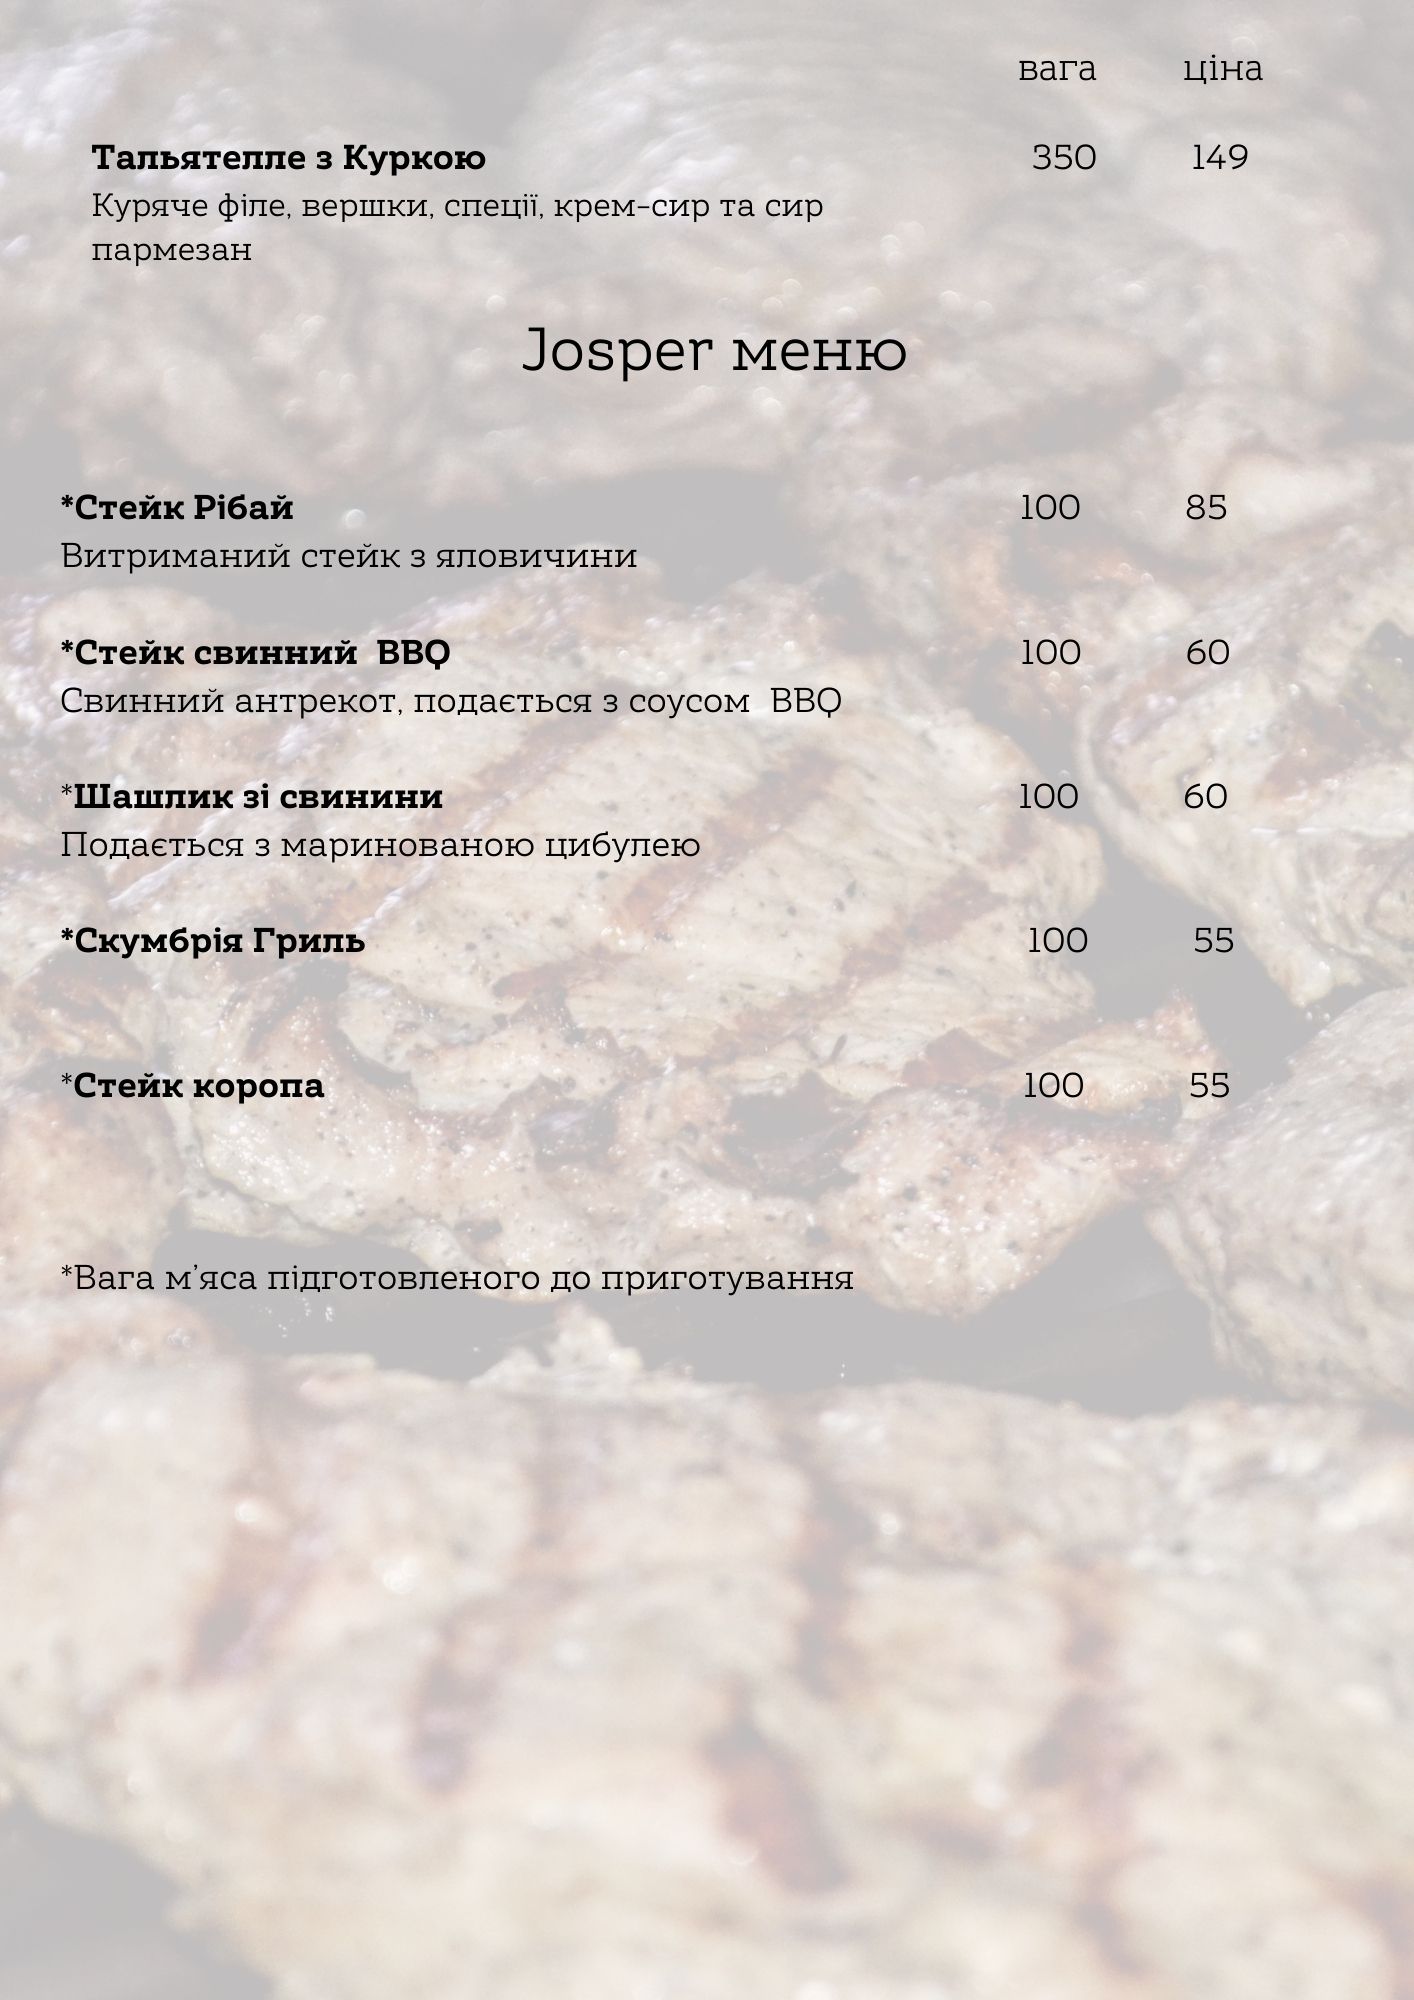 вага ціна
Тальятелле з Куркою 350 149
Куряче філе, вершки, спеції, крем-сир та сир
пармезан
Josper меню
*Стейк Рібай 100 85
Витриманий стейк з яловичини
*Стейк свинний BBQ 100 60
Свинний антрекот, подається з соусом BBQ
*Шашлик зі свинини 100 60
Подається з маринованою цибулею
*Скумбрія Гриль 100 55
*Стейк коропа 100 55
*Вага м’яса підготовленого до приготування